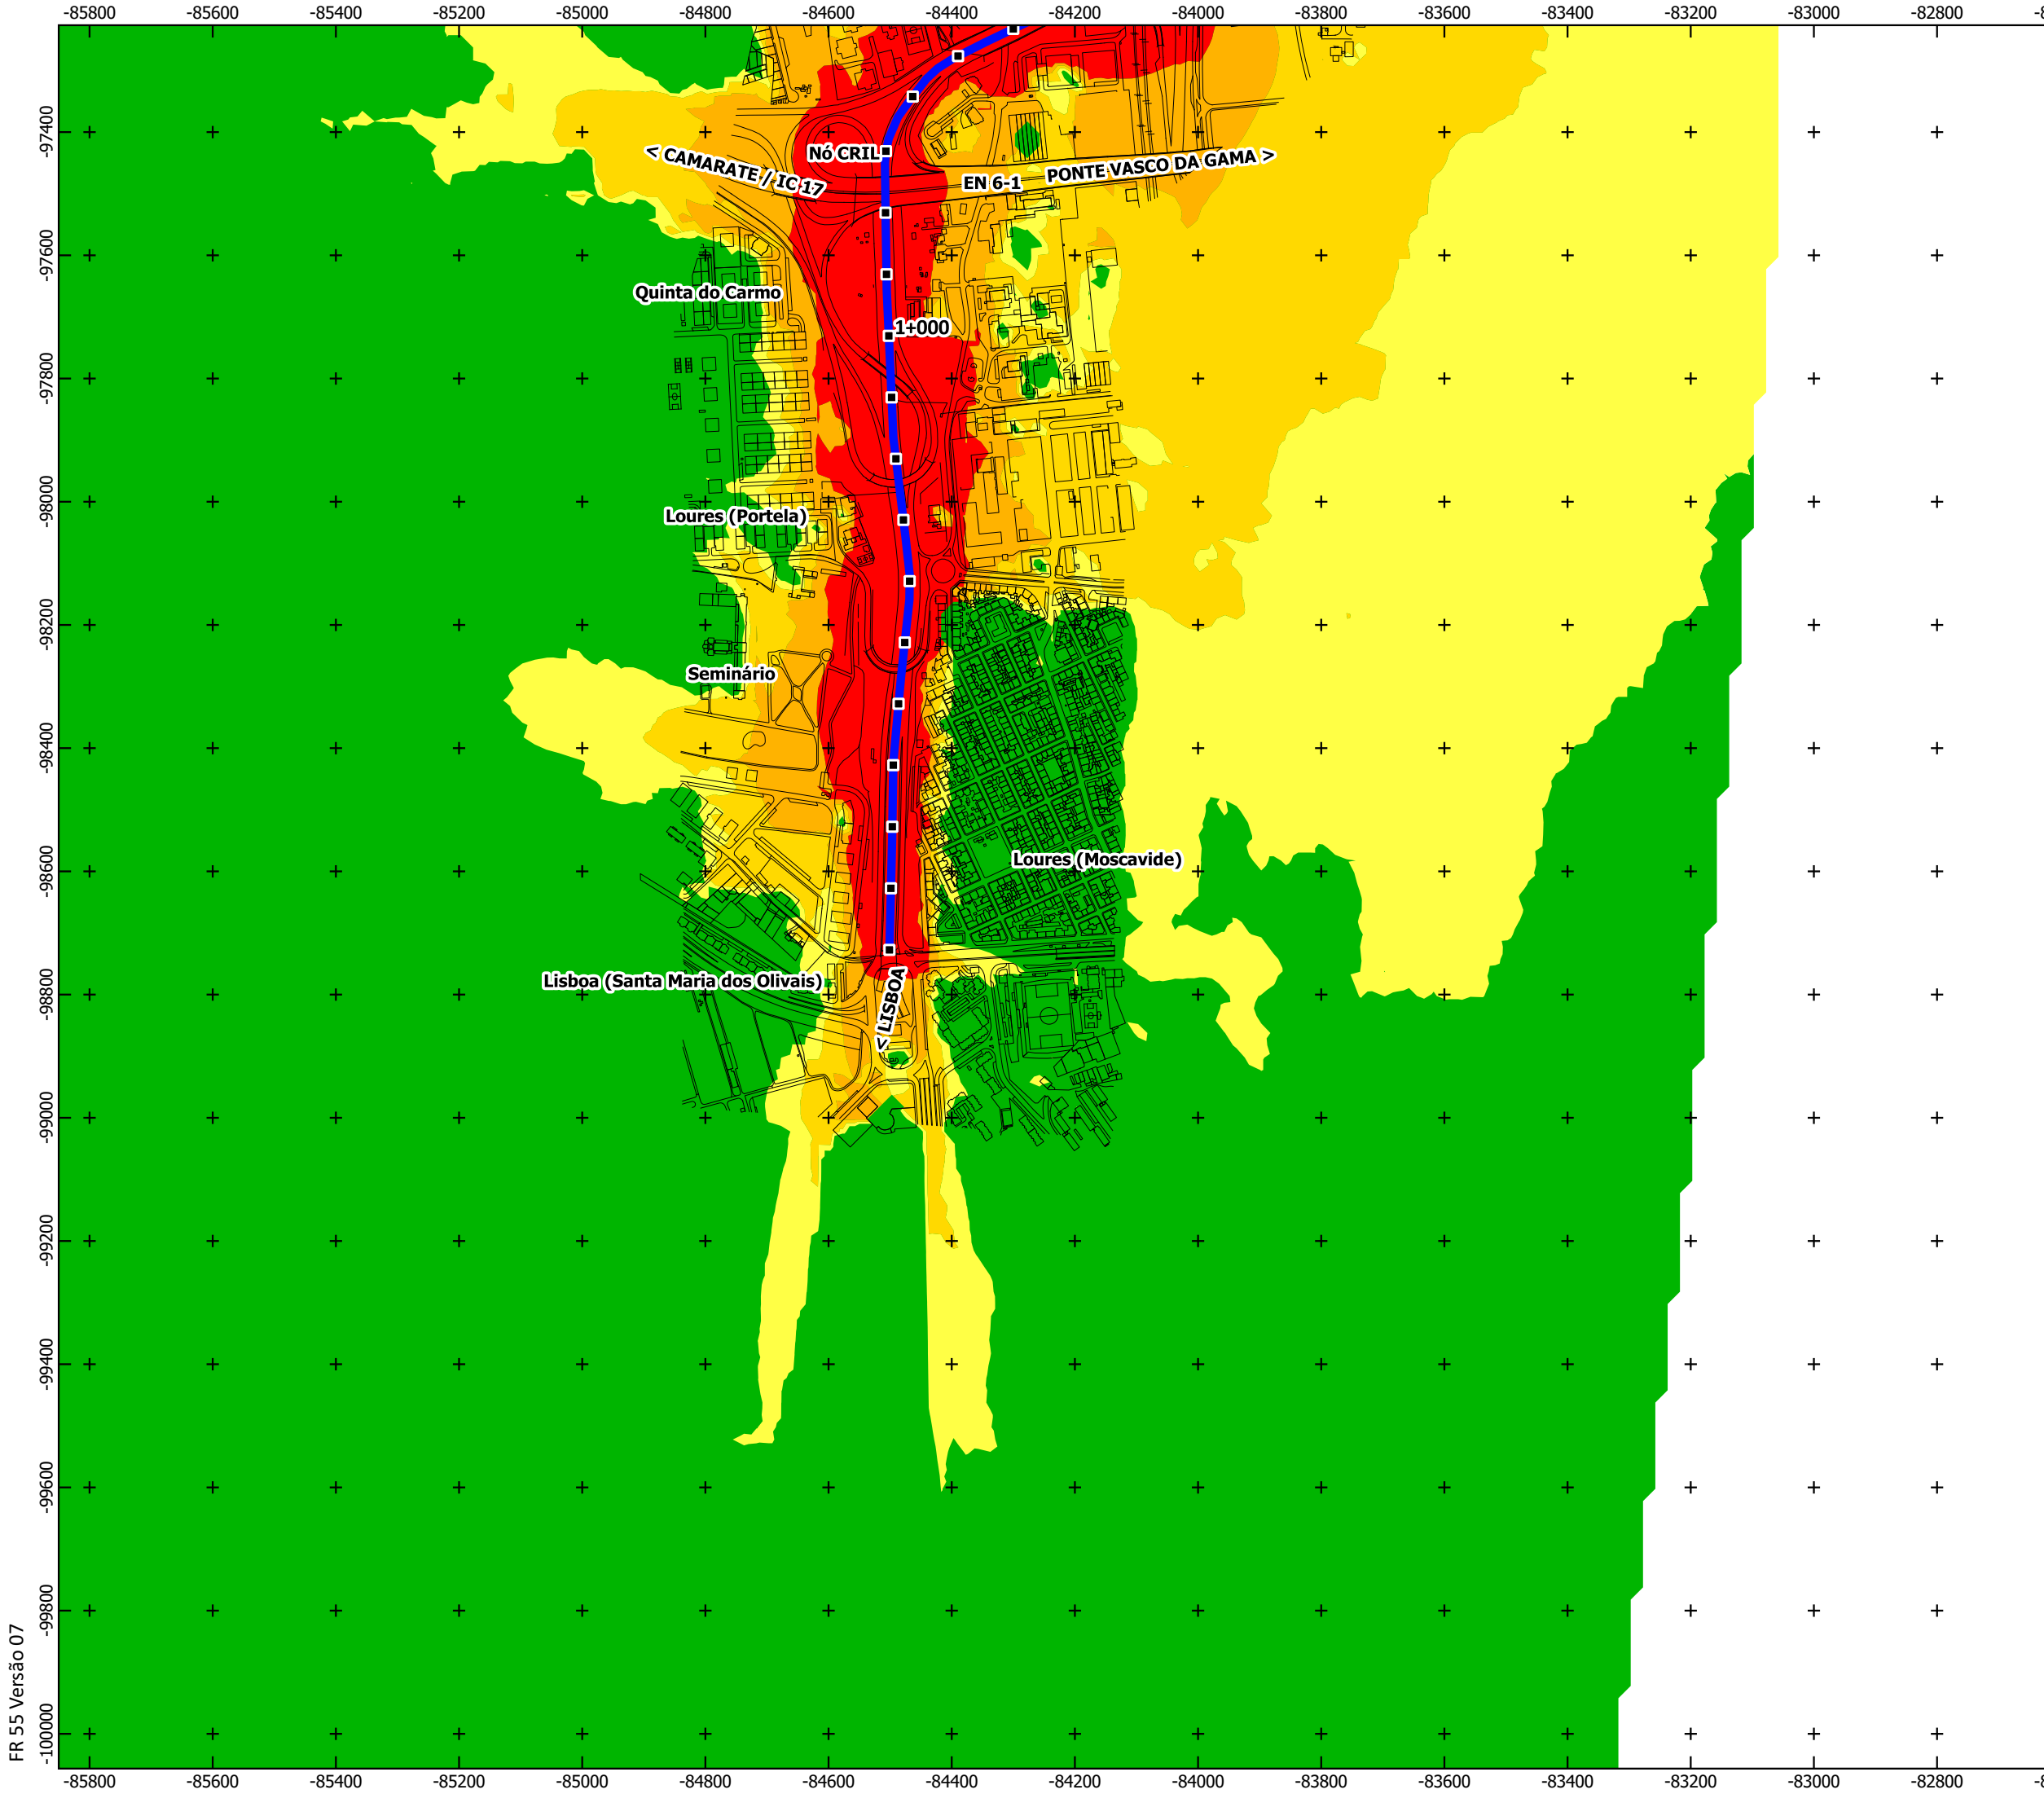 -85800 -85600 -85400 -85200 -85000 -84800 -84600 -84400 -84200 -84000 -83800 -83600 -83400 -83200 -83000 -82800
-97400
-97600
-97800
-98000
-98200
-98400
-98600
-98800
-99000
-99200
-99400
-99600
-99800
-100000
Nó CRIL
< CAMARATE / IC 17
PONTE VASCO DA GAMA >
EN 6-1
Quinta do Carmo
1+000
Loures (Portela)
Seminário
Loures (Moscavide)
Lisboa (Santa Maria dos Olivais)
< LISBOA
FR 55 Versão 07
-85800 -85600 -85400 -85200 -85000 -84800 -84600 -84400 -84200 -84000 -83800 -83600 -83400 -83200 -83000 -82800